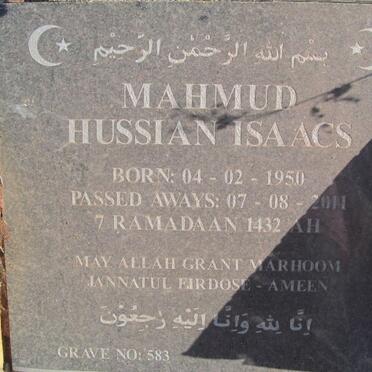 بسم الله الرَّحْمٰنِ الرَّحِيْمِ
MAHMUD
HUSSIAN ISAACS
BORN: 04 - 02 - 1950
PASSED AWAYS: 07 - 08 - 2011
7 RAMADAAN 1432 AH
MAY ALLAH GRANT MARHOOM
JANNATUL FIRDOSE - AMEEN
اِنَّا لِلّٰهِ وَاِنَّا اِلَيْهِ رٰجِعُوْنَ
GRAVE NO: 583